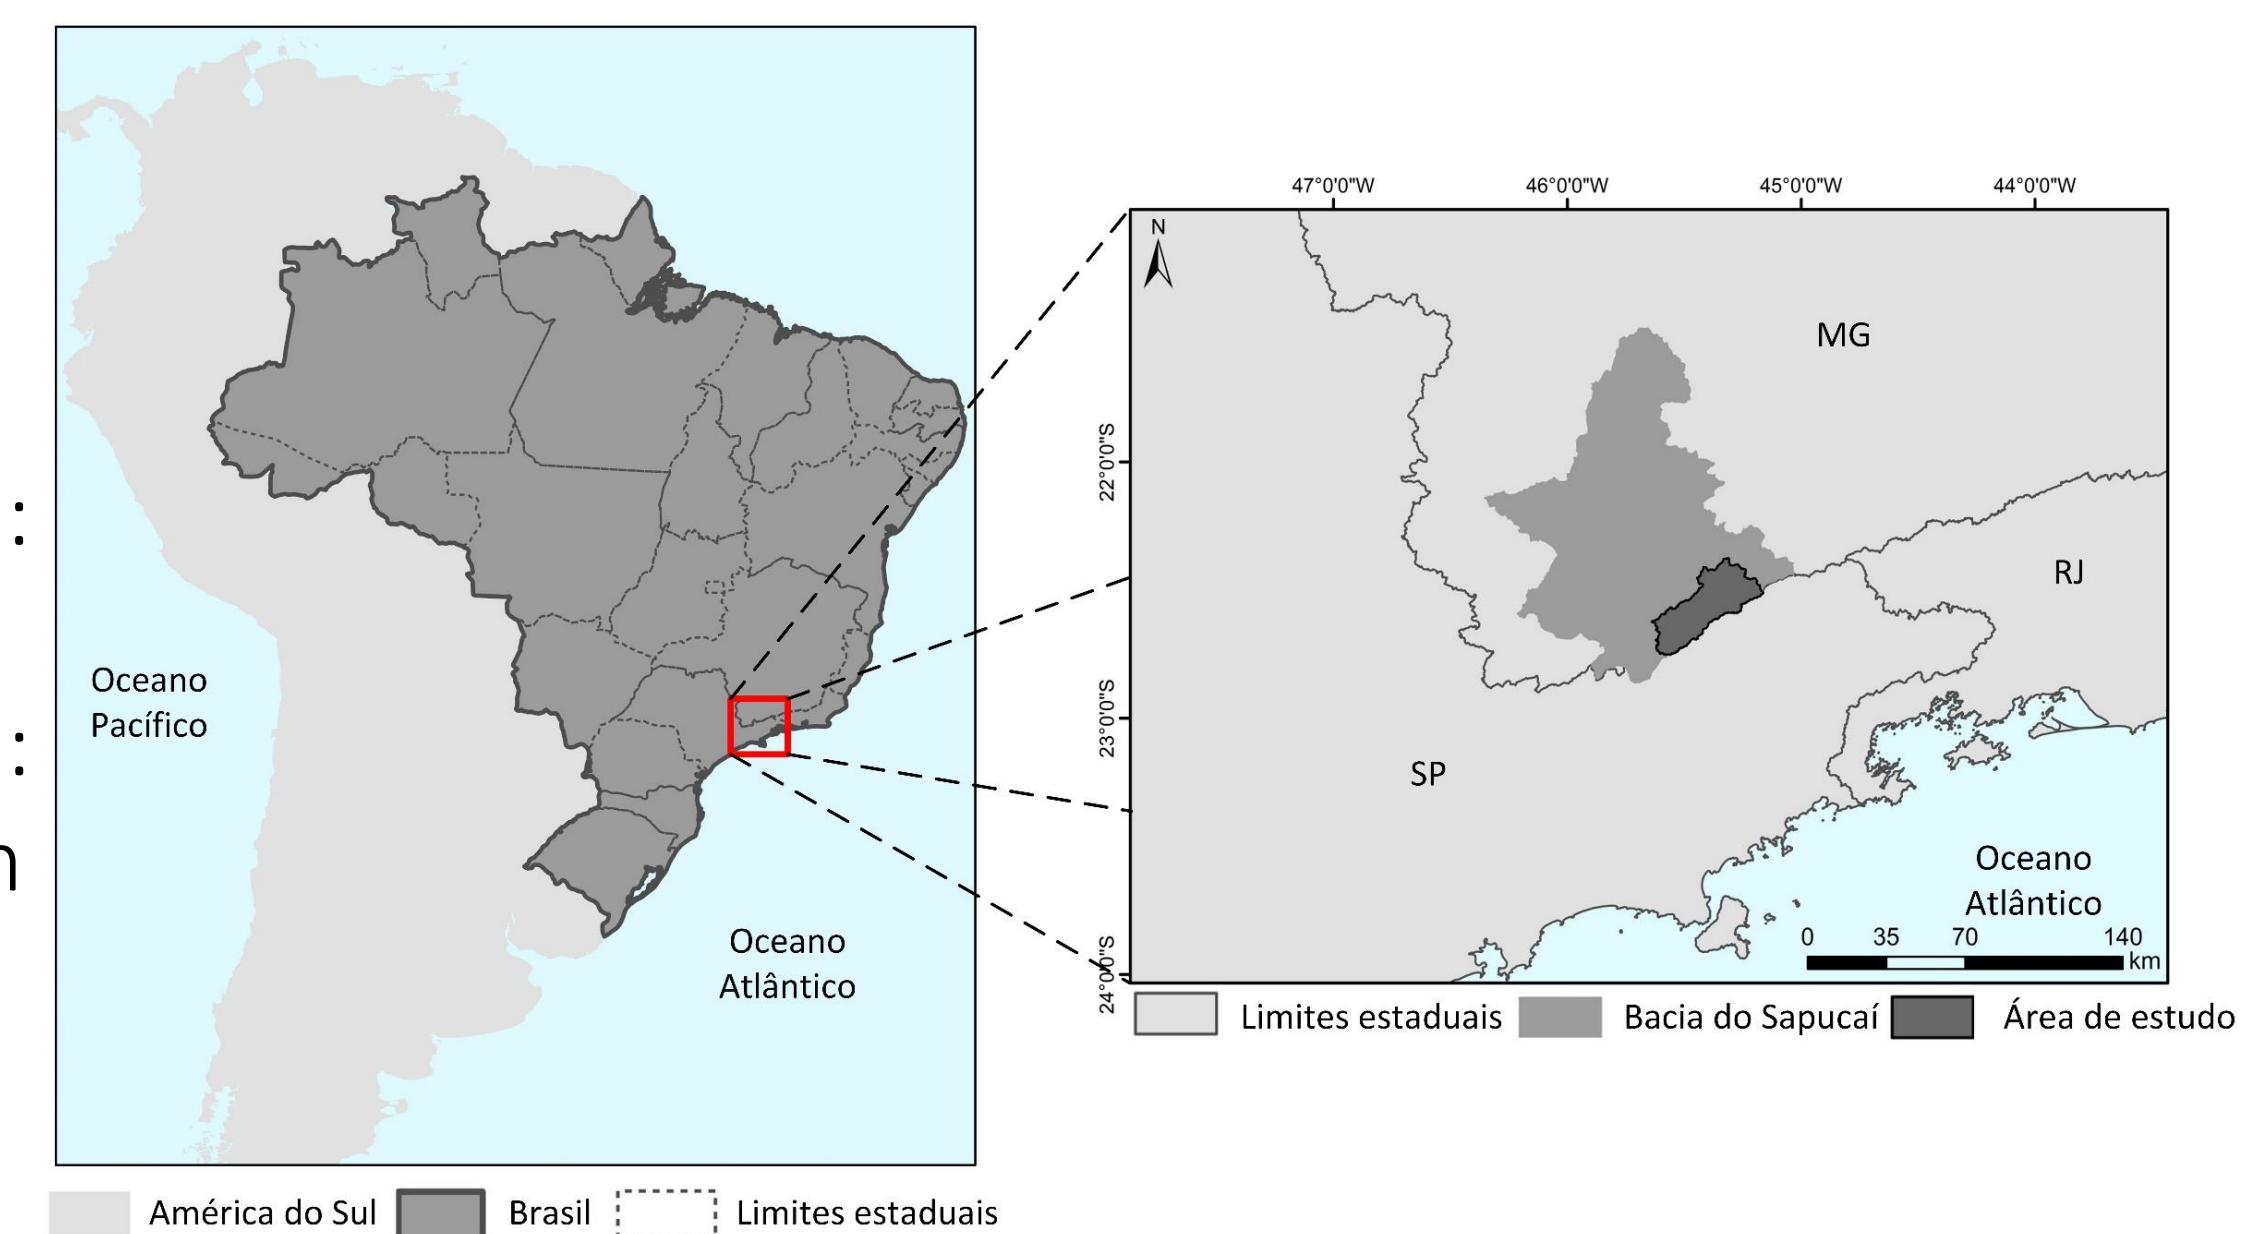 :
:
n
Oceano
Pacífico
Oceano
Atlântico
América do Sul
Brasil
Limites estaduais
47°0'0"W
46°0'0"W
45°0'0"W
44°0'0"W
N
22°0'0"S
23°0'0"S
24°0'0"S
MG
RJ
SP
Oceano
Atlântico
0 35 70 140
km
Limites estaduais
Bacia do Sapucaí
Área de estudo